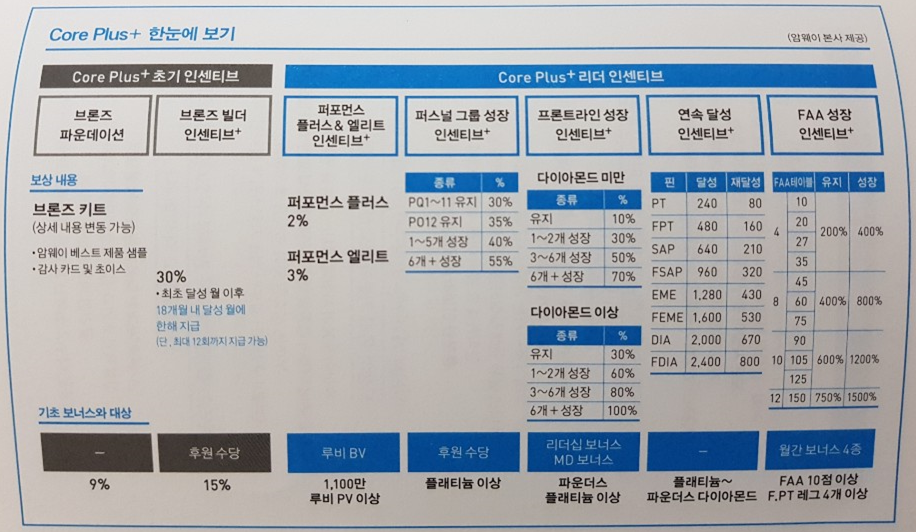 Core Plus+ 한눈에 보기
(암웨이 본사 제공)
Core Plus+ 초기 인센티브
Core Plus+ 리더 인센티브
브론즈
파운데이션
브론즈 빌더
인센티브+
퍼포먼스
플러스 & 엘리트
인센티브+
퍼스널 그룹 성장
인센티브+
프론트라인 성장
인센티브+
연속 달성
인센티브+
FAA 성장
인센티브+
보상 내용
브론즈 키트
(상세 내용 변동 가능)
• 암웨이 베스트 제품 샘플
• 감사 카드 및 초이스
30%
• 최초 달성 월 이후
18개월 내 달성 월에
한해 지급
(단, 최대 12회까지 지급 가능)
퍼포먼스 플러스
2%
퍼포먼스 엘리트
3%
종류 %
PQ1~11 유지 30%
PO12 유지 35%
1~5개 성장 40%
6개 + 성장 55%
다이아몬드 미만
종류 %
유지 10%
1~2개 성장 30%
3~6개 성장 50%
6개 + 성장 70%
다이아몬드 이상
종류 %
유지 30%
1~2개 성장 60%
3~6개 성장 80%
6개 + 성장 100%
핀 달성 재달성
PT 240 80
FPT 480 160
SAP 640 210
FSAP 960 320
EME 1,280 430
FEME 1,600 530
DIA 2,000 670
FDIA 2,400 800
FAA테이블 유지 성장
10
20
4 27 200% 400%
35
45
8 60 400% 800%
75
90
10 105 600% 1200%
125
12 150 750% 1500%
기초 보너스와 대상
–
9%
후원 수당
15%
루비 BV
1,100만
루비 PV 이상
후원 수당
플래티늄 이상
리더십 보너스
MD 보너스
파운더스
플래티늄 이상
–
플래티늄~
파운더스 다이아몬드
월간 보너스 4종
FAA 10점 이상
F.PT 레그 4개 이상